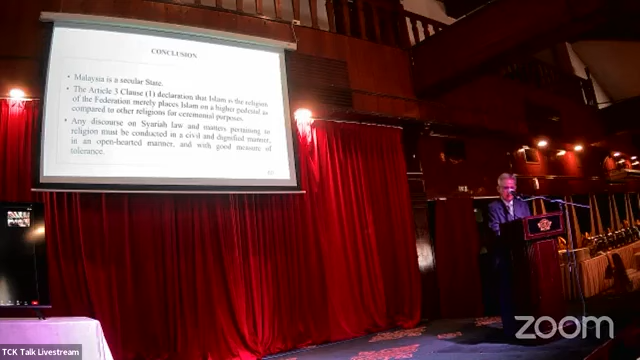 CONCLUSION
• Malaysia is a secular State.
• The Article 3 Clause (1) declaration that Islam is the religion
of the Federation merely places Islam on a higher pedestal as
compared to other religions for ceremonial purposes.
• Any discourse on Syariah law and matters pertaining to
religion must be conducted in a civil and dignified manner,
in an open-hearted manner, and with good measure of
tolerance.
zoom
TCK Talk Livestream